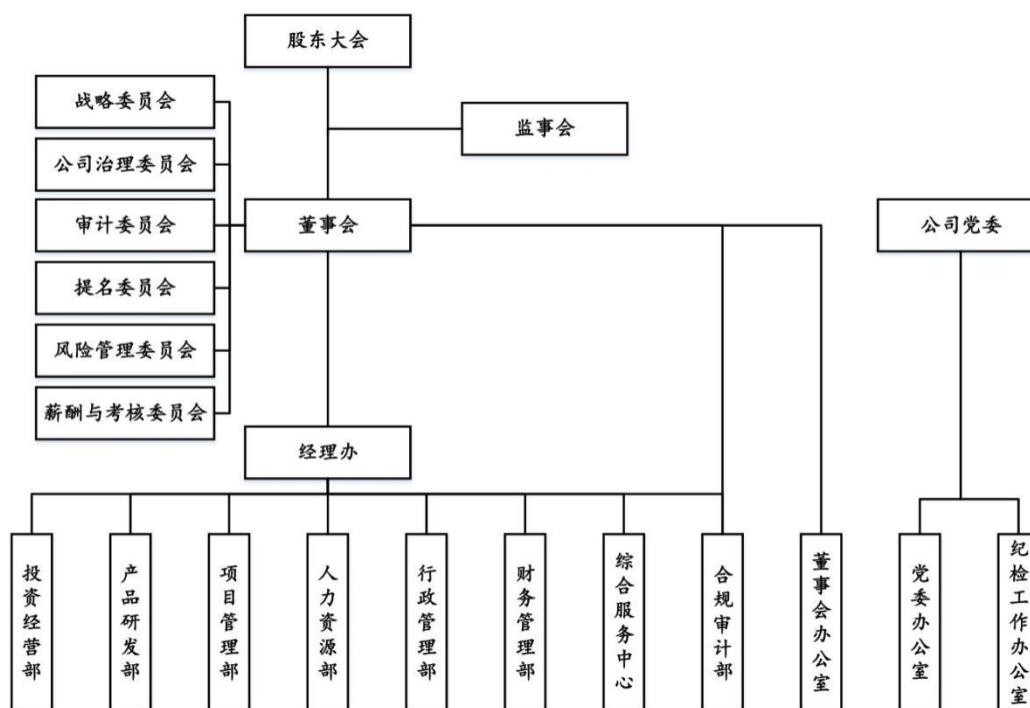 股东大会
战略委员会
监事会
公司治理委员会
审计委员会
董事会
公司党委
提名委员会
风险管理委员会
薪酬与考核委员会
经理办
投资经营部
产品研发部
项目管理部
人力资源部
行政管理部
财务管理部
综合服务中心
合规审计部
董事会办公室
党委办公室
纪检工作办公室